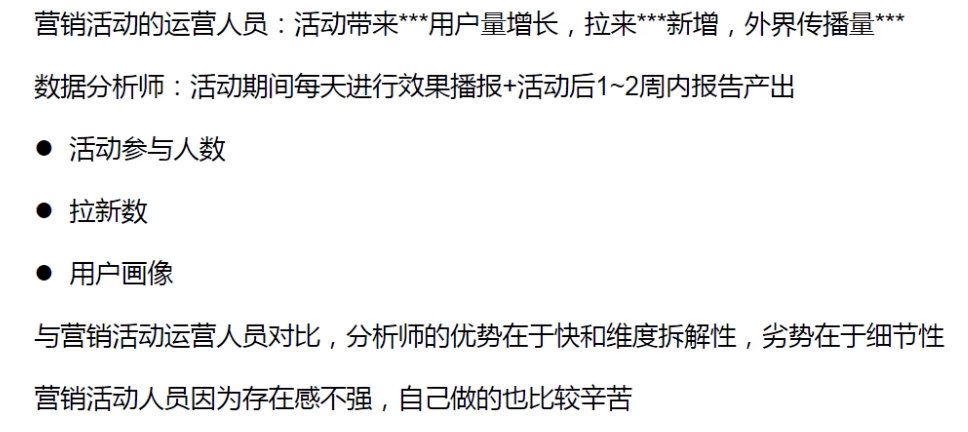 营销活动的运营人员：活动带来***用户量增长，拉来***新增，外界传播量***
数据分析师：活动期间每天进行效果播报+活动后1~2周内报告产出
● 活动参与人数
● 拉新数
● 用户画像
与营销活动运营人员对比，分析师的优势在于快和维度拆解性，劣势在于细节性
营销活动人员因为存在感不强，自己做的也比较辛苦